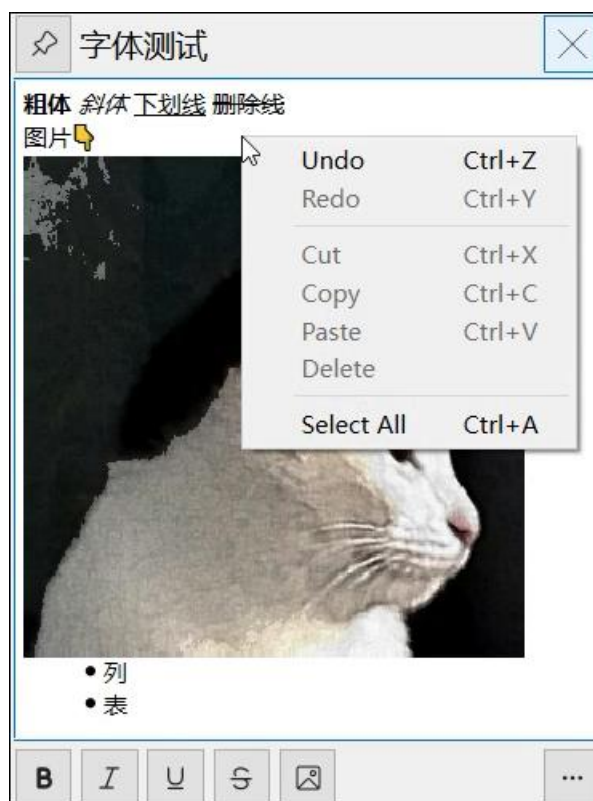 字体测试
粗体 斜体 下划线 删除线
图片👇
Undo Ctrl+Z
Redo Ctrl+Y
Cut Ctrl+X
Copy Ctrl+C
Paste Ctrl+V
Delete
Select All Ctrl+A
• 列
• 表
B I U S ...